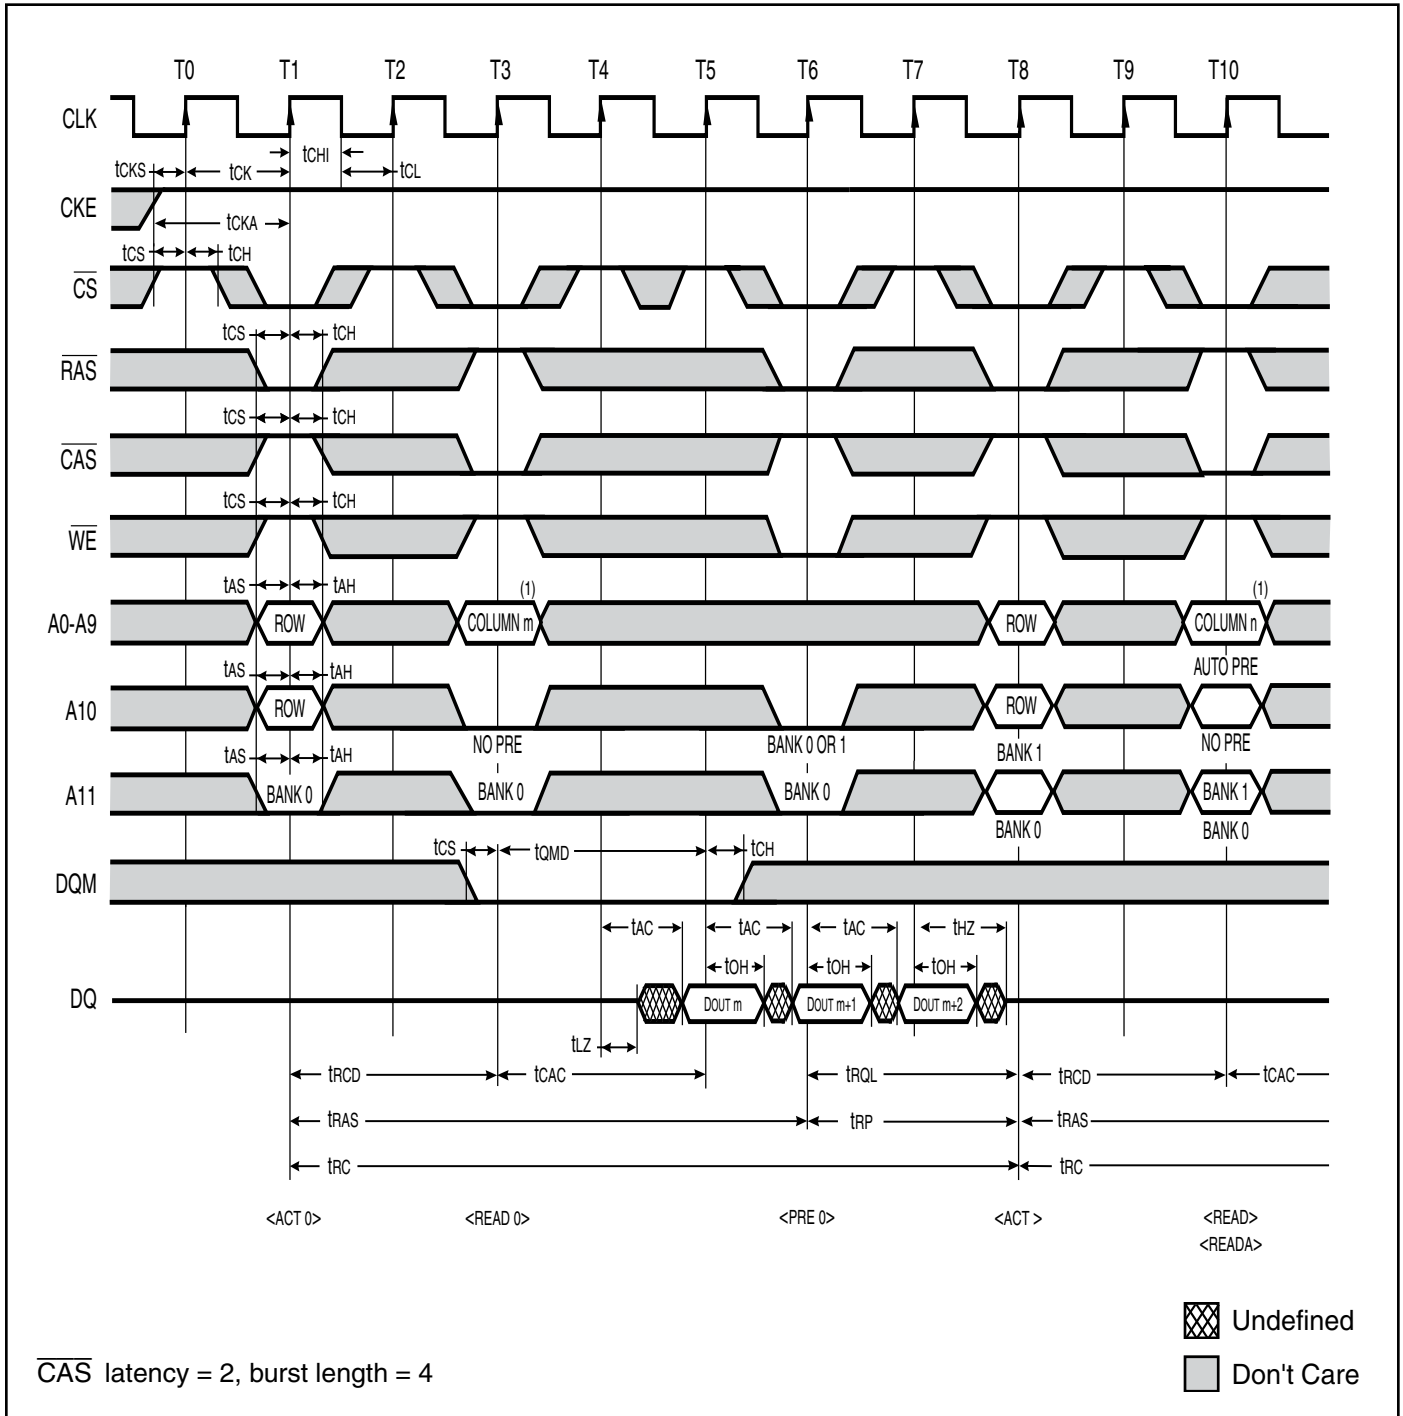 T0 T1 T2 T3 T4 T5 T6 T7 T8 T9 T10
CLK
tCHI
tCKS tCK tCL
CKE
tCKA
tCS tCH
CS
tCS tCH
RAS
tCS tCH
CAS
tCS tCH
WE
tAS tAH (1) (1)
A0-A9 ROW COLUMN m ROW COLUMN n
tAS tAH AUTO PRE
A10 ROW ROW
NO PRE BANK 0 OR 1 BANK 1 NO PRE
tAS tAH
A11 BANK 0 BANK 0 BANK 0 BANK 1
BANK 0 BANK 0
tCS tQMD tCH
DQM
tAC tAC tAC tHZ
tOH tOH tOH
DQ DOUT m DOUT m+1 DOUT m+2
tLZ
tRCD tCAC tRQL tRCD tCAC
tRAS tRP tRAS
tRC tRC
<ACT 0> <READ 0> <PRE 0> <ACT > <READ>
<READA>
Undefined
CAS latency = 2, burst length = 4
Don't Care